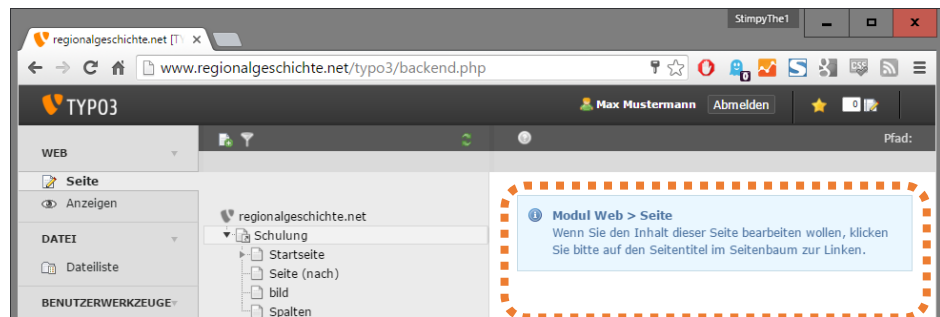 StimpyThe1
regionalgeschichte.net [T
www.regionalgeschichte.net/typo3/backend.php
0
TYPO3
Max Mustermann Abmelden
0
Pfad:
WEB
Seite
Anzeigen
DATEI
Dateiliste
BENUTZERWERKZEUGE
regionalgeschichte.net
Schulung
Startseite
Seite (nach)
bild
Spalten
Modul Web > Seite
Wenn Sie den Inhalt dieser Seite bearbeiten wollen, klicken
Sie bitte auf den Seitentitel im Seitenbaum zur Linken.